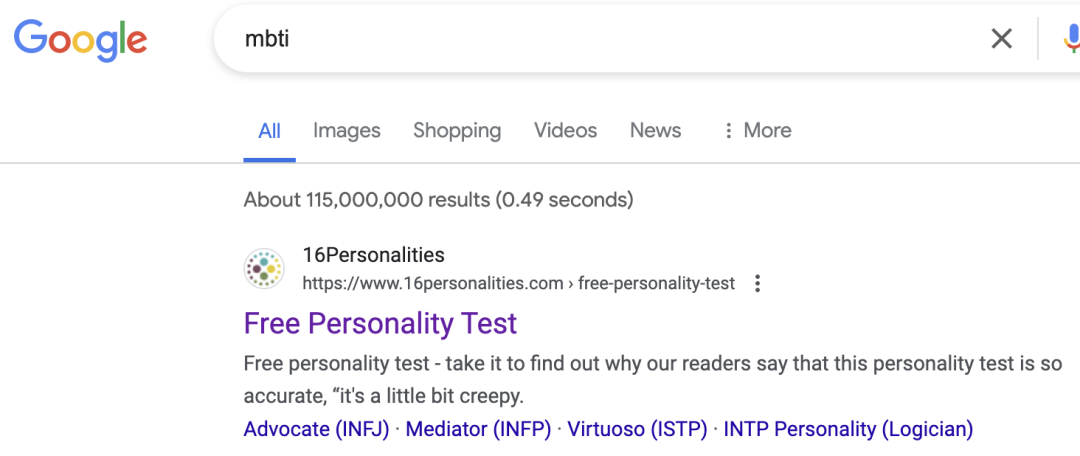 Google
mbti
All Images Shopping Videos News More
About 115,000,000 results (0.49 seconds)
16Personalities
https://www.16personalities.com › free-personality-test
Free Personality Test
Free personality test - take it to find out why our readers say that this personality test is so
accurate, “it's a little bit creepy.
Advocate (INFJ) · Mediator (INFP) · Virtuoso (ISTP) · INTP Personality (Logician)